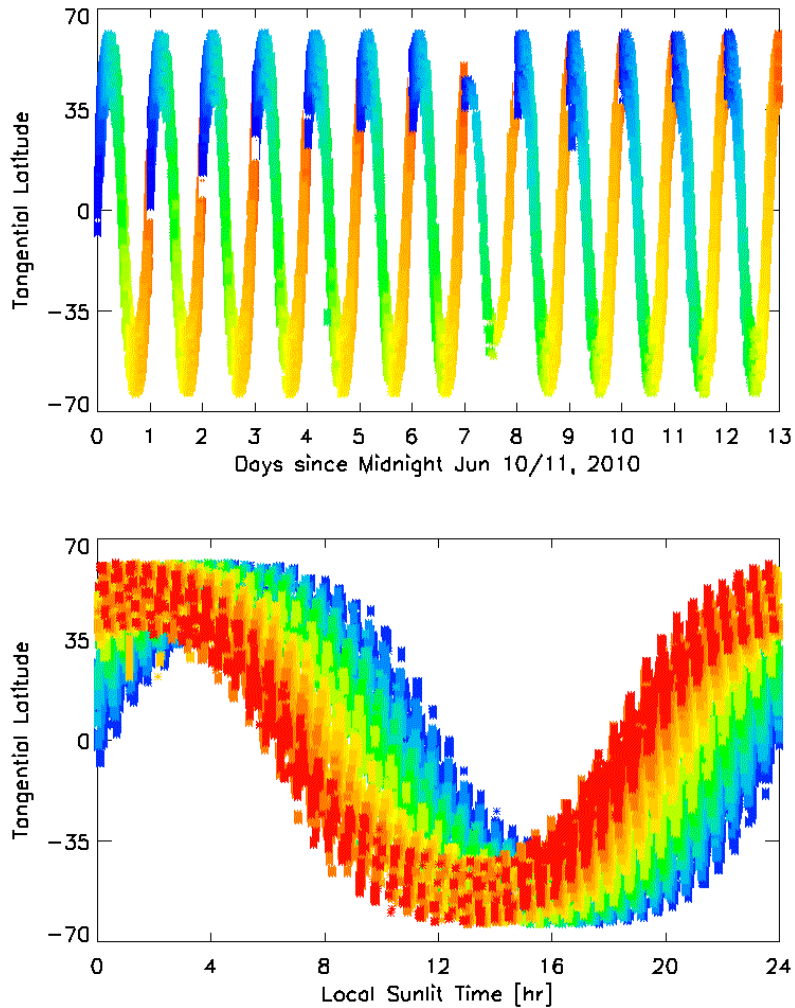 70
35
0
-35
-70
Tangential Latitude
0 1 2 3 4 5 6 7 8 9 10 11 12 13
Days since Midnight Jun 10/11, 2010
70
35
0
-35
-70
Tangential Latitude
0 4 8 12 16 20 24
Local Sunlit Time [hr]